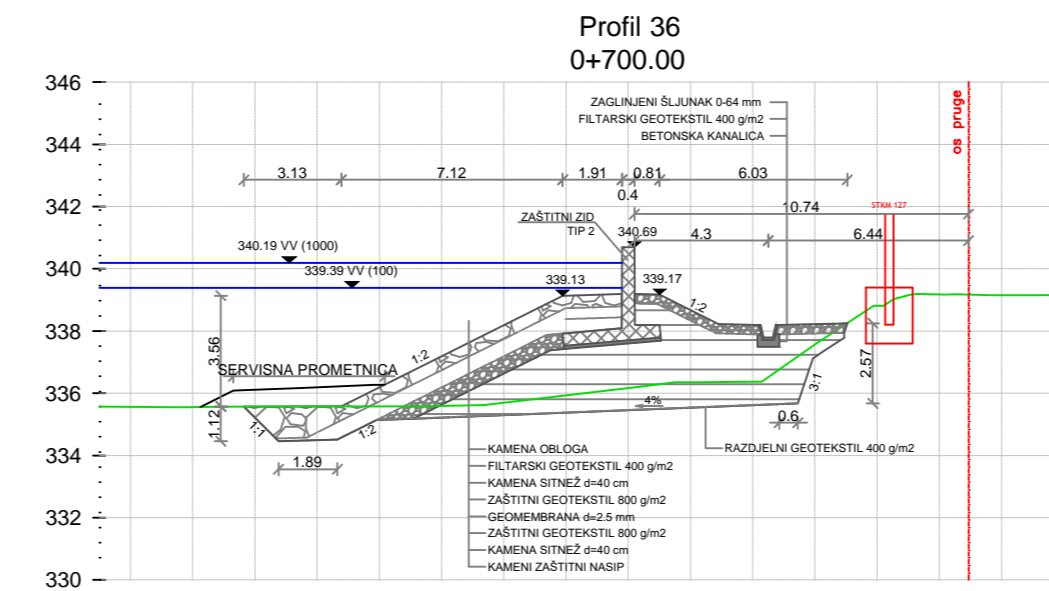 Profil 36
0+700.00
346
344
342
340
338
336
334
332
330
ZAGLINJENI ŠLJUNAK 0-64 mm
FILTARSKI GEOTEKSTIL 400 g/m2
BETONSKA KANALICA
os pruge
3.13
7.12
1.91
0.81
6.03
0.4
10.74
STKM 127
ZAŠTITNI ZID
TIP 2
340.69
4.3
6.44
340.19 VV (1000)
339.39 VV (100)
339.13
339.17
1:2
3.56
1:2
SERVISNA PROMETNICA
2.57
3:1
1.12
1:1
1:2
4%
0.6
1.89
KAMENA OBLOGA
FILTARSKI GEOTEKSTIL 400 g/m2
KAMENA SITNEŽ d=40 cm
ZAŠTITNI GEOTEKSTIL 800 g/m2
GEOMEMBRANA d=2.5 mm
ZAŠTITNI GEOTEKSTIL 800 g/m2
KAMENA SITNEŽ d=40 cm
KAMENI ZAŠTITNI NASIP
RAZDJELNI GEOTEKSTIL 400 g/m2